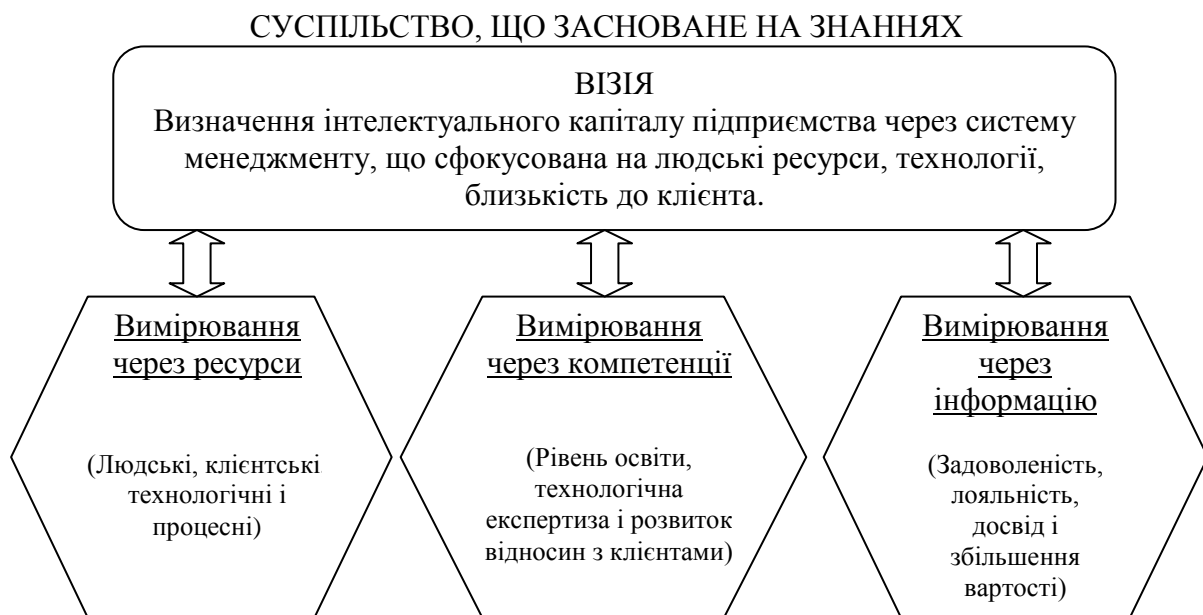 СУСПІЛЬСТВО, ЩО ЗАСНОВАНЕ НА ЗНАННЯХ
ВІЗІЯ
Визначення інтелектуального капіталу підприємства через систему
менеджменту, що сфокусована на людські ресурси, технології,
близькість до клієнта.
Вимірювання
через ресурси
(Людські, клієнтські
технологічні і
процесні)
Вимірювання
через компетенції
(Рівень освіти,
технологічна
експертиза і розвиток
відносин з клієнтами)
Вимірювання
через
інформацію
(Задоволеність,
лояльність,
досвід і
збільшення
вартості)